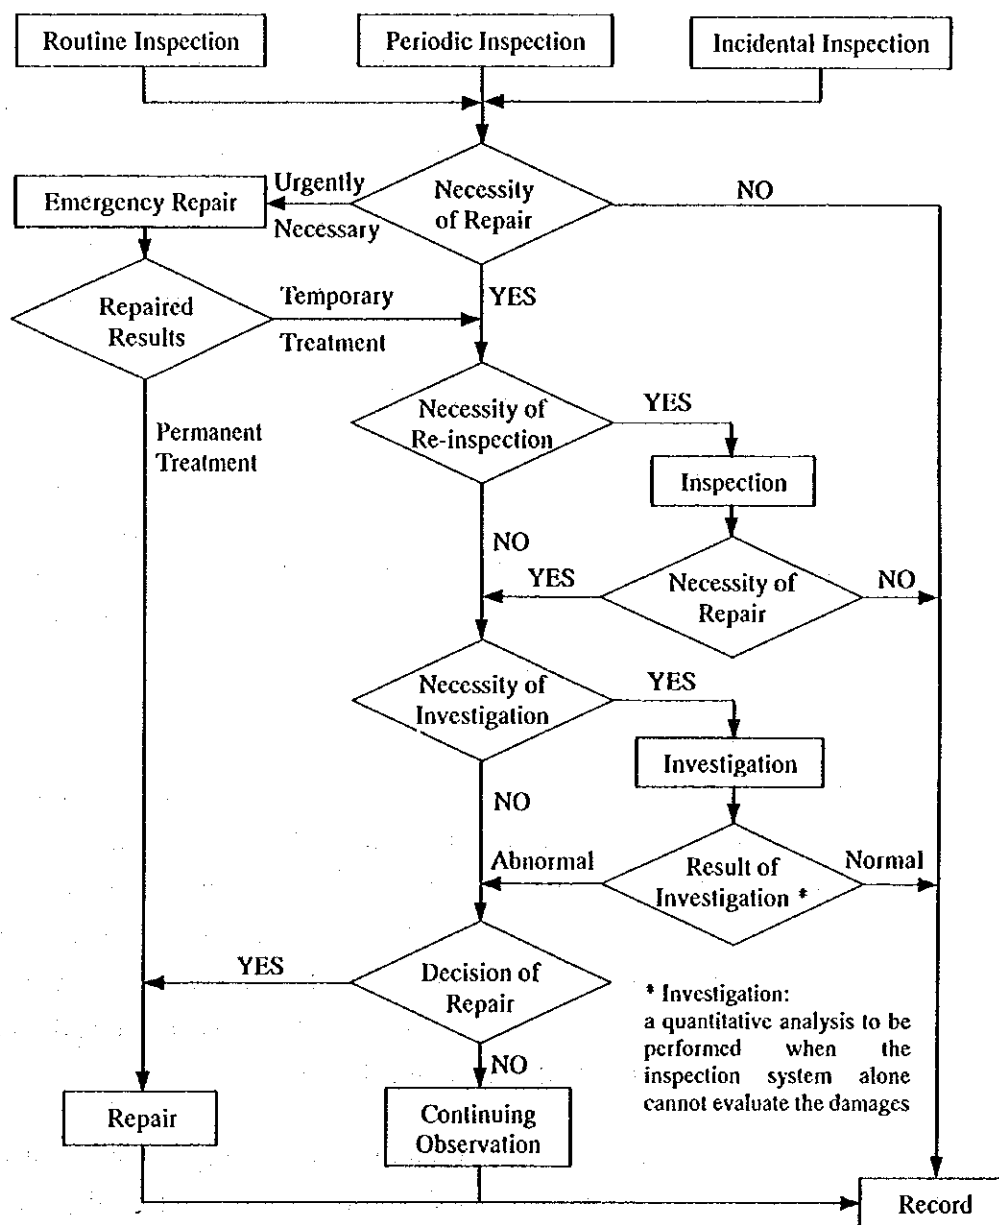 Routine Inspection
Periodic Inspection
Incidental Inspection
Necessity
of Repair
Urgently
Necessary
NO
Emergency Repair
YES
Repaired
Results
Temporary
Treatment
Necessity of
Re-inspection
YES
Permanent
Treatment
Inspection
NO
YES
Necessity of
Repair
NO
Necessity of
Investigation
YES
Investigation
NO
Abnormal
Result of
Investigation *
Normal
YES
Decision of
Repair
* Investigation:
a quantitative analysis to be
performed when the
inspection system alone
cannot evaluate the damages
NO
Repair
Continuing
Observation
Record